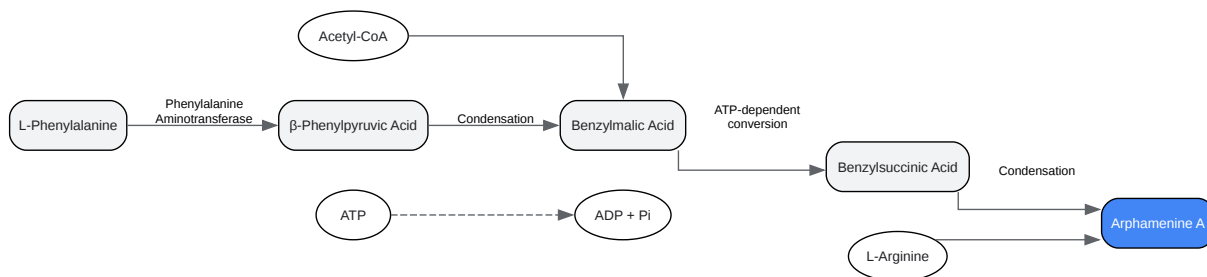 Acetyl-CoA
L-Phenylalanine
Phenylalanine
Aminotransferase
β-Phenylpyruvic Acid
Condensation
Benzylmalic Acid
ATP-dependent
conversion
Benzylsuccinic Acid
Condensation
Arphamenine A
ATP
ADP + Pi
L-Arginine